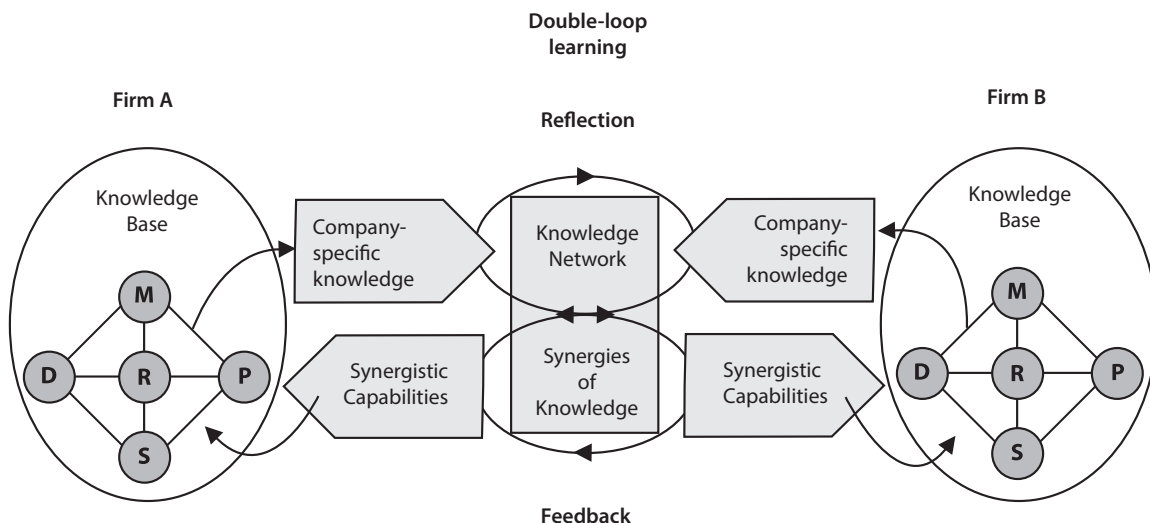 Double-loop
learning
Firm A
Firm B
Reflection
Knowledge
Base
Company-
specific
knowledge
Knowledge
Network
Company-
specific
knowledge
Knowledge
Base
M
D
R
P
S
Synergistic
Capabilities
Synergies
of
Knowledge
Synergistic
Capabilities
M
D
R
P
S
Feedback